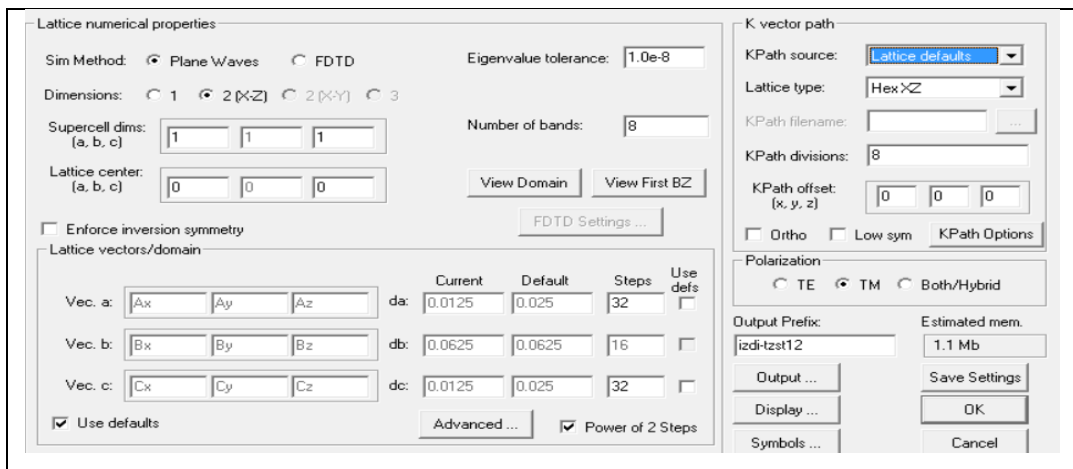 Lattice numerical properties
Sim Method: Plane Waves FDTD Eigenvalue tolerance: 1.0e-8
Dimensions: 1 2 (X-Z) 2 (X-Y) 3
Supercell dims: (a, b, c) 1 1 1 Number of bands: 8
Lattice center: (a, b, c) 0 0 0 View Domain View First BZ
FDTD Settings ...
Enforce inversion symmetry
Lattice vectors/domain
Current Default Steps Use defs
Vec. a: Ax Ay Az da: 0.0125 0.025 32
Vec. b: Bx By Bz db: 0.0625 0.0625 16
Vec. c: Cx Cy Cz dc: 0.0125 0.025 32
Use defaults Advanced ... Power of 2 Steps
K vector path
KPath source: Lattice defaults
Lattice type: Hex XZ
KPath filename: ...
KPath divisions: 8
KPath offset: (x, y, z) 0 0 0
Ortho Low sym KPath Options
Polarization
TE TM Both/Hybrid
Output Prefix: Estimated mem.
izdi-tzst12 1.1 Mb
Output ... Save Settings
Display ... OK
Symbols ... Cancel